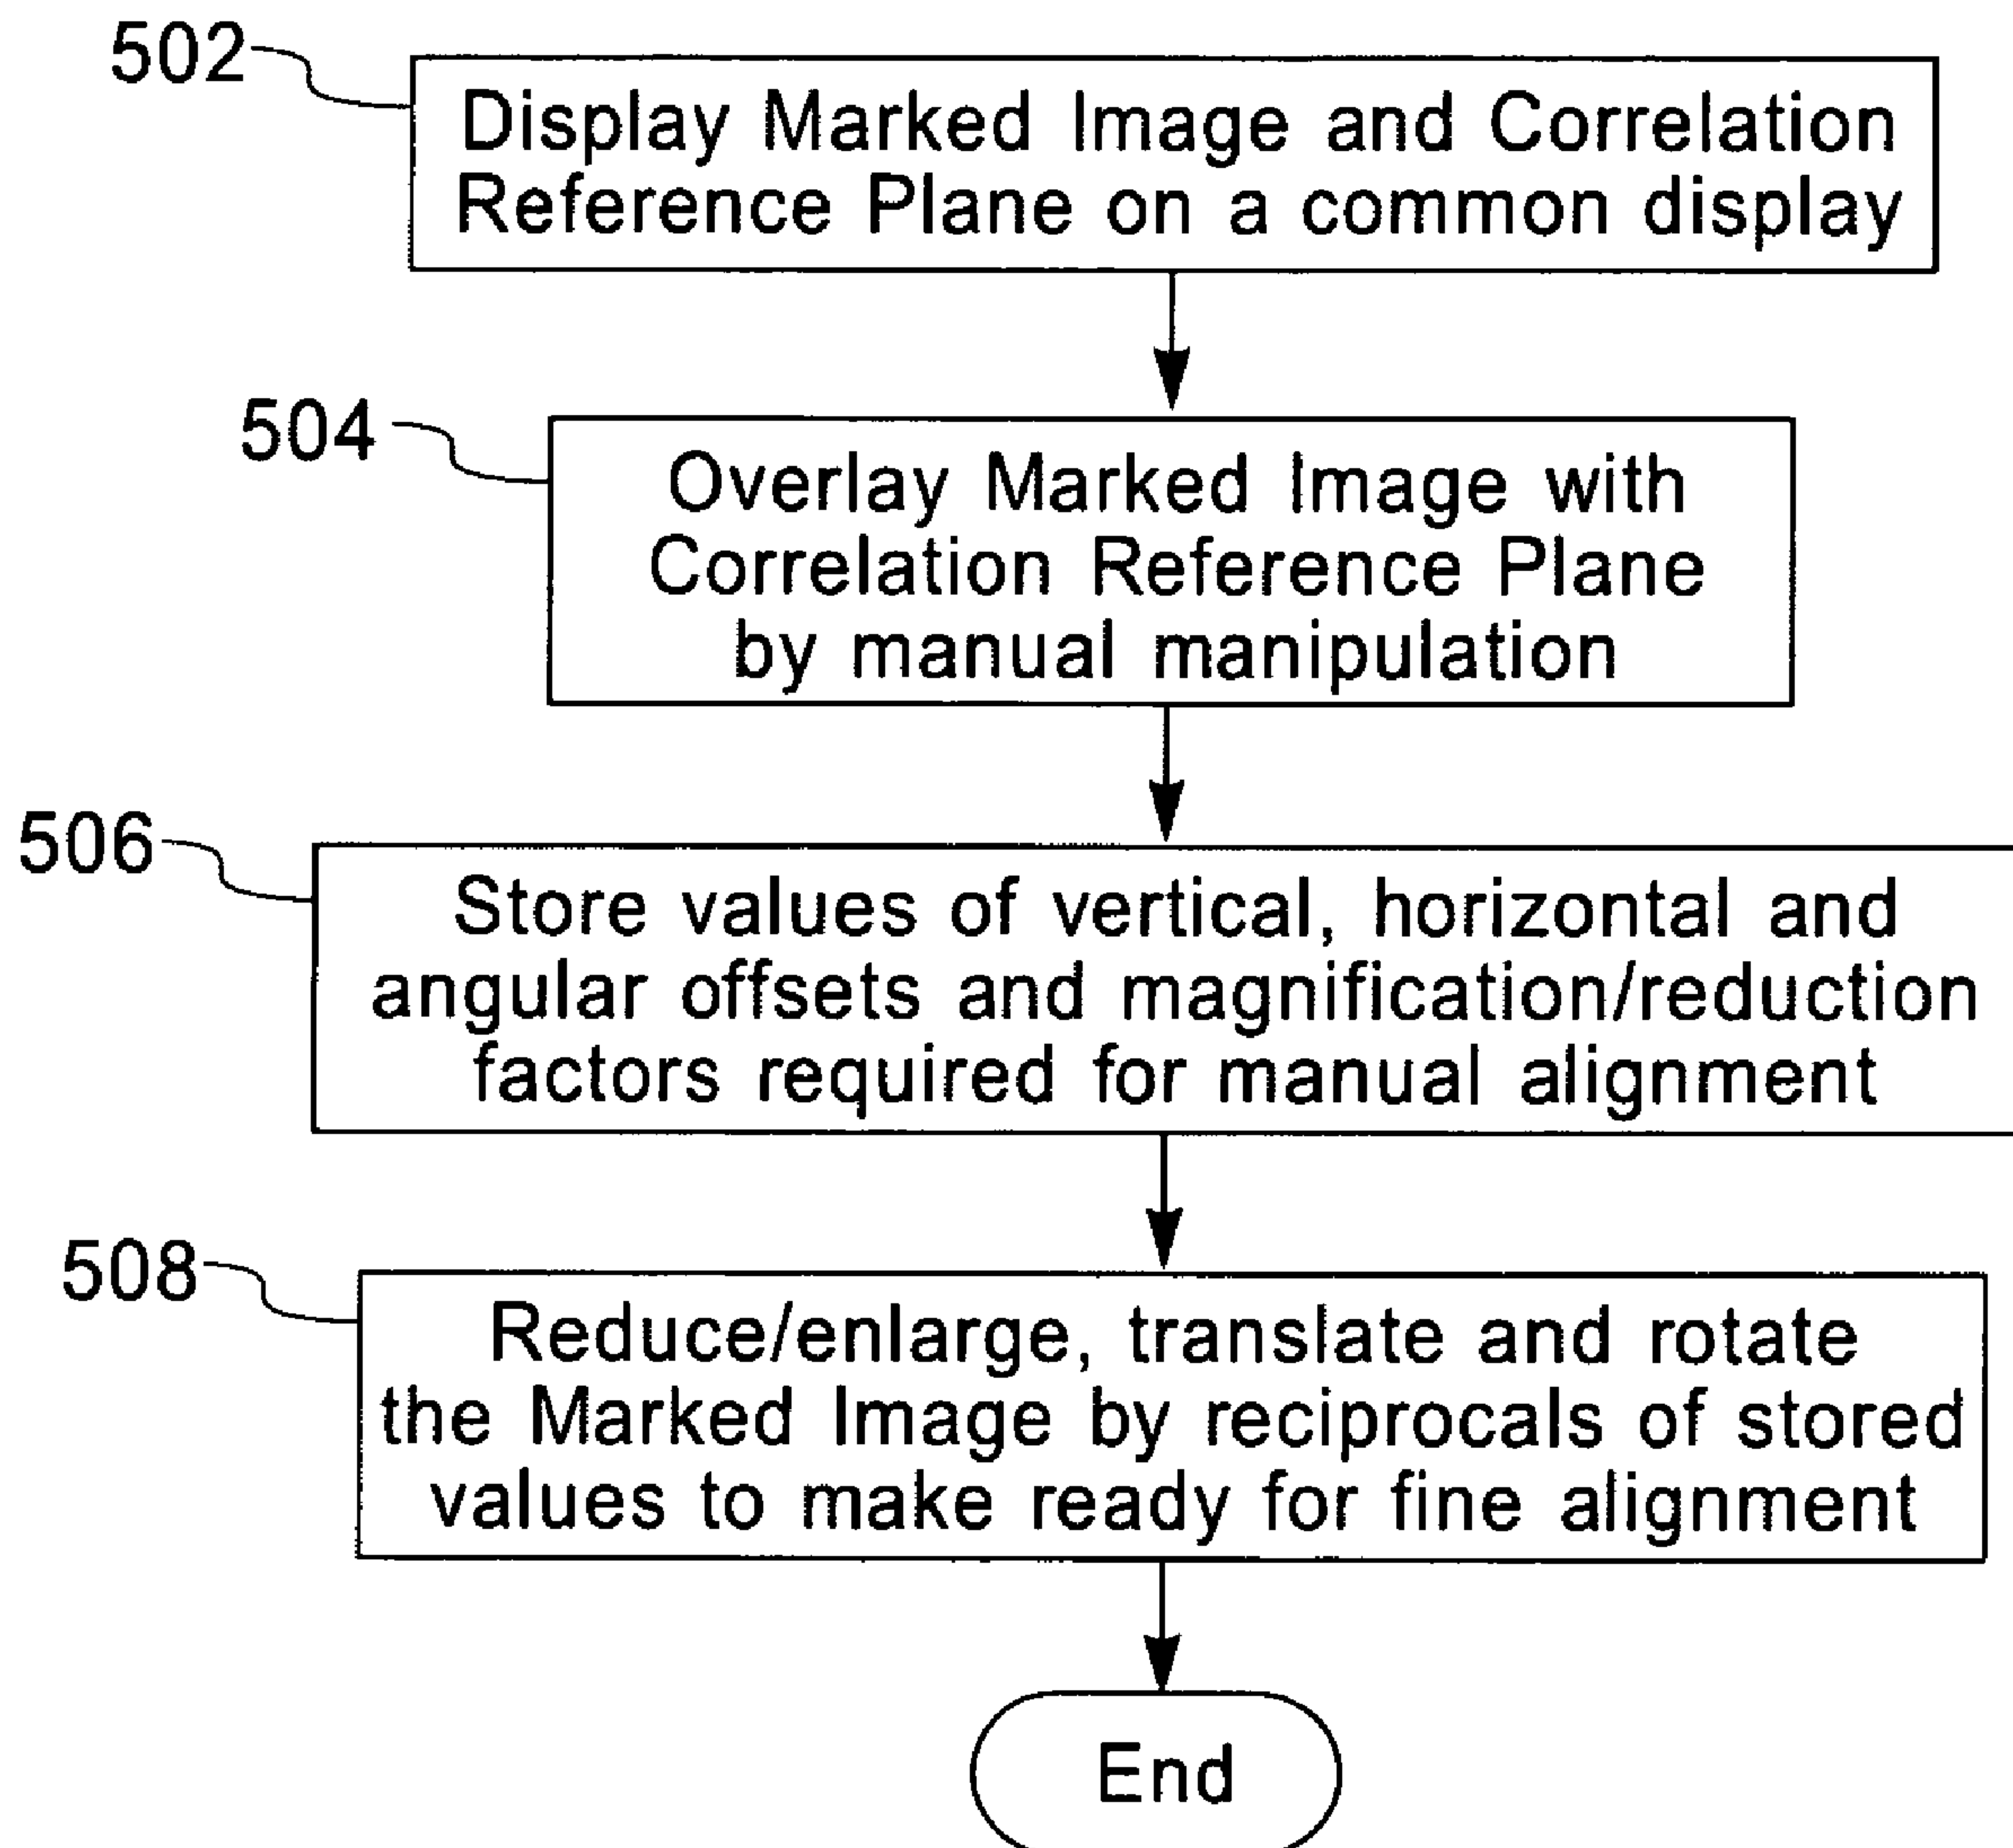 502
Display Marked Image and Correlation
Reference Plane on a common display
504
Overlay Marked Image with
Correlation Reference Plane
by manual manipulation
506
Store values of vertical, horizontal and
angular offsets and magnification/reduction
factors required for manual alignment
508
Reduce/enlarge, translate and rotate
the Marked Image by reciprocals of stored
values to make ready for fine alignment
End